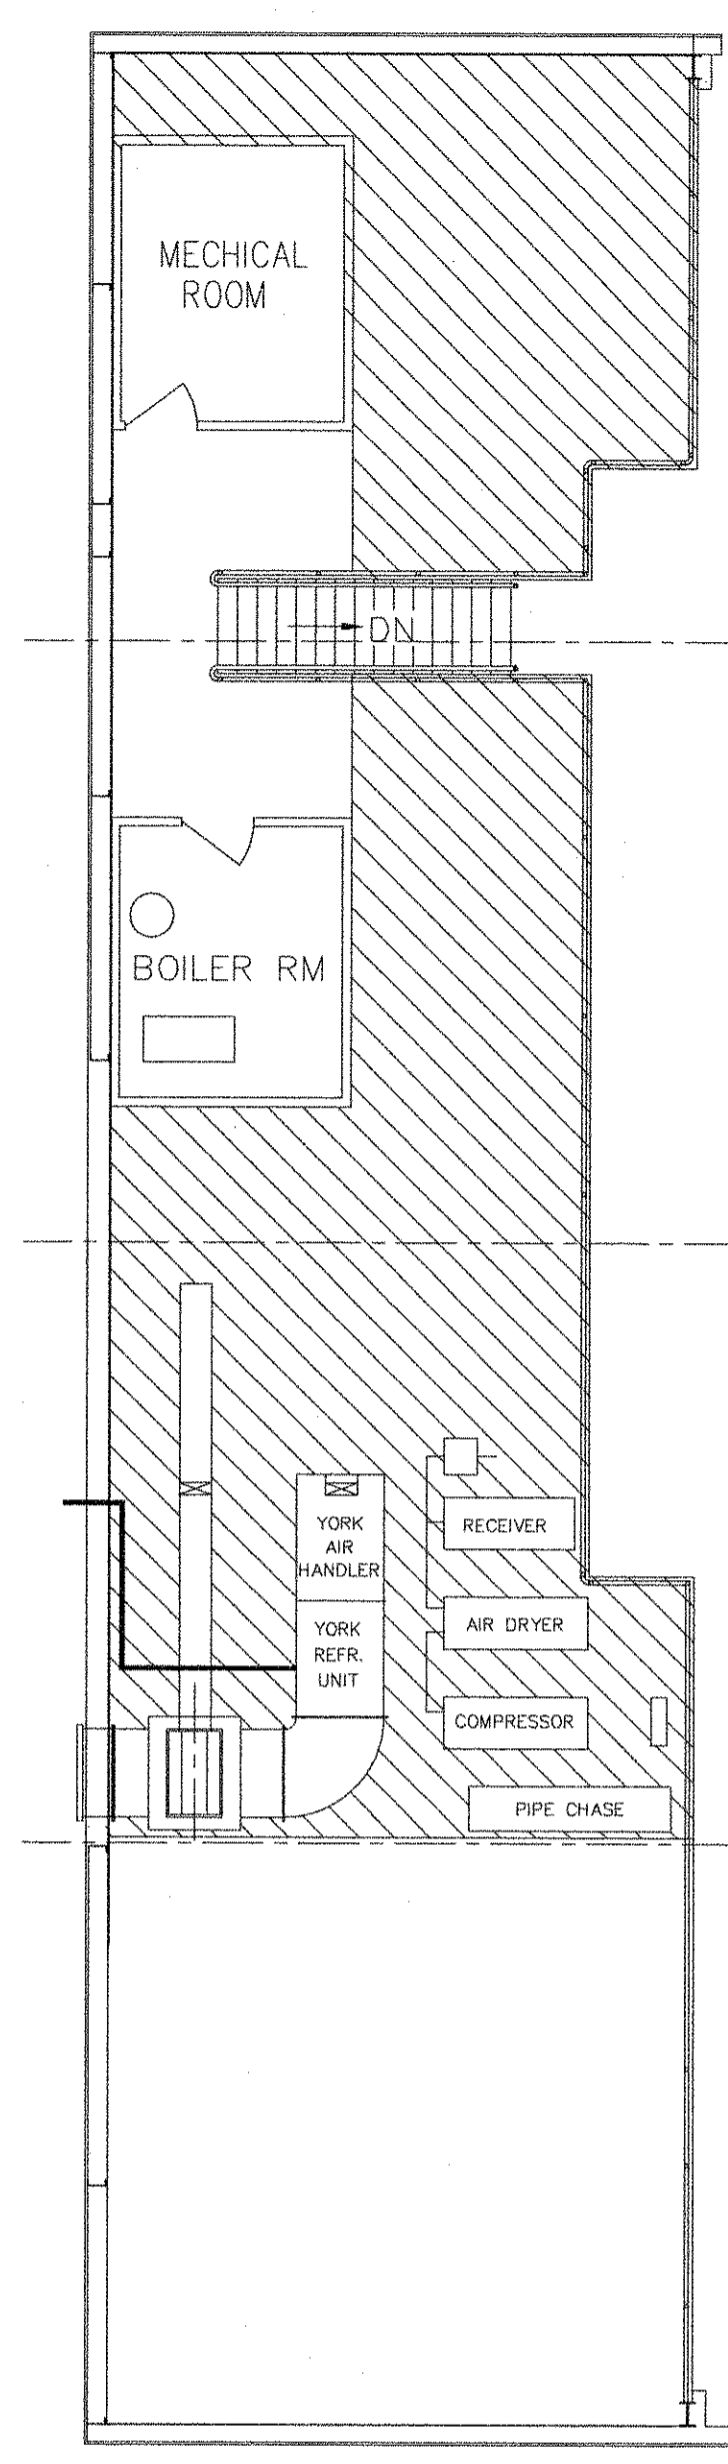 MECHICAL
ROOM
DN
BOILER RM
YORK
AIR
HANDLER
YORK
REFR.
UNIT
RECEIVER
AIR DRYER
COMPRESSOR
PIPE CHASE